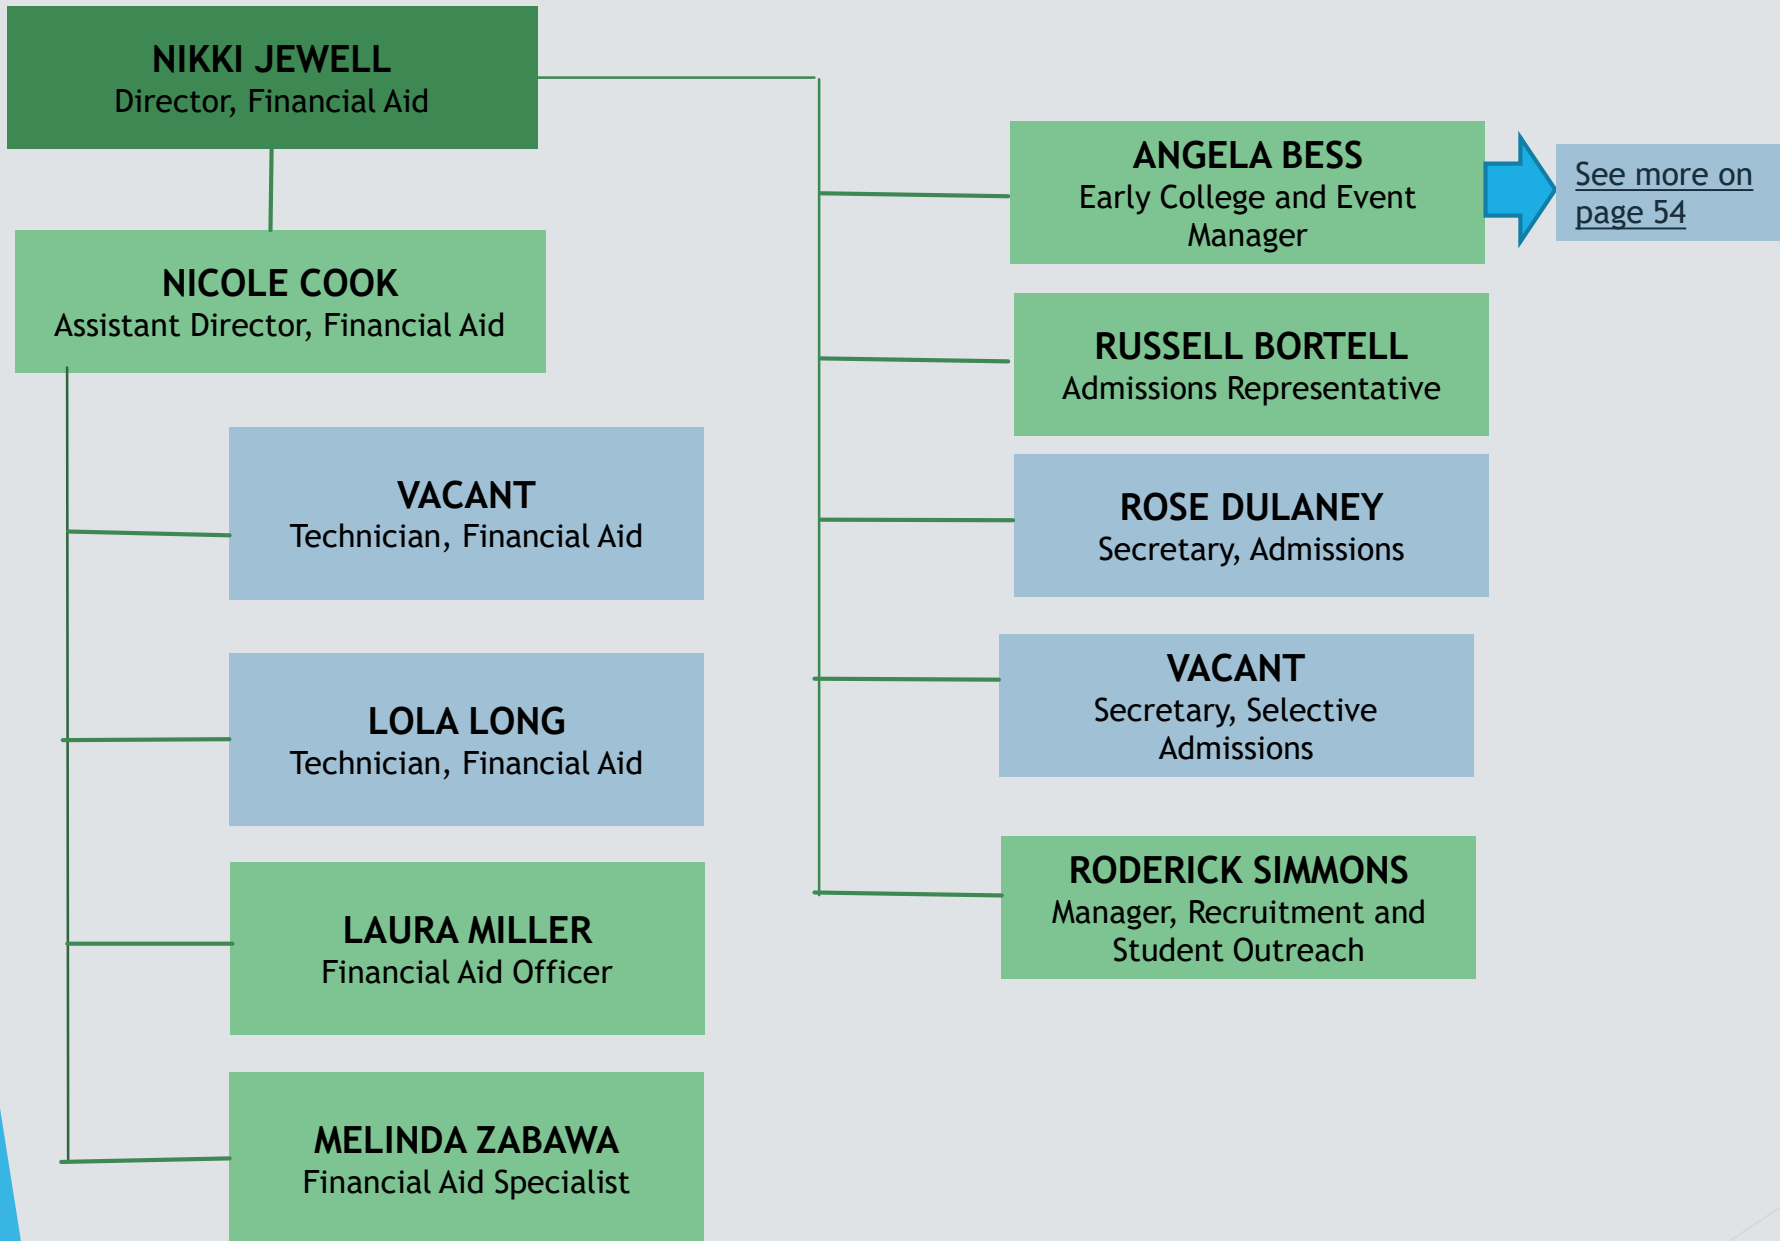 NIKKI JEWELL
Director, Financial Aid
NICOLE COOK
Assistant Director, Financial Aid
VACANT
Technician, Financial Aid
LOLA LONG
Technician, Financial Aid
LAURA MILLER
Financial Aid Officer
MELINDA ZABAWA
Financial Aid Specialist
ANGELA BESS
Early College and Event
Manager
See more on
page 54
RUSSELL BORTELL
Admissions Representative
ROSE DULANEY
Secretary, Admissions
VACANT
Secretary, Selective
Admissions
RODERICK SIMMONS
Manager, Recruitment and
Student Outreach